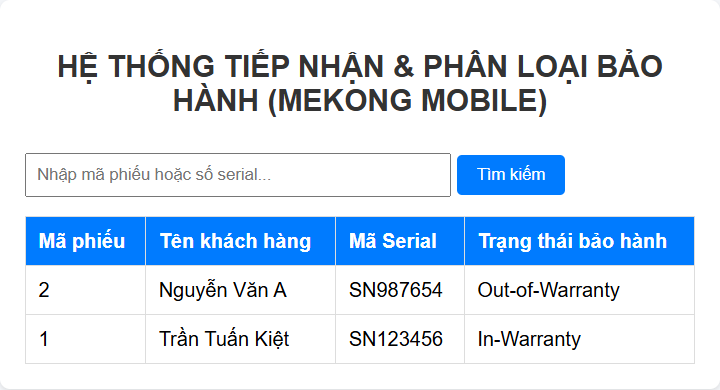 HỆ THỐNG TIẾP NHẬN & PHÂN LOẠI BẢO
HÀNH (MEKONG MOBILE)
Nhập mã phiếu hoặc số serial... Tìm kiếm
Mã phiếu Tên khách hàng Mã Serial Trạng thái bảo hành
2 Nguyễn Văn A SN987654 Out-of-Warranty
1 Trần Tuấn Kiệt SN123456 In-Warranty